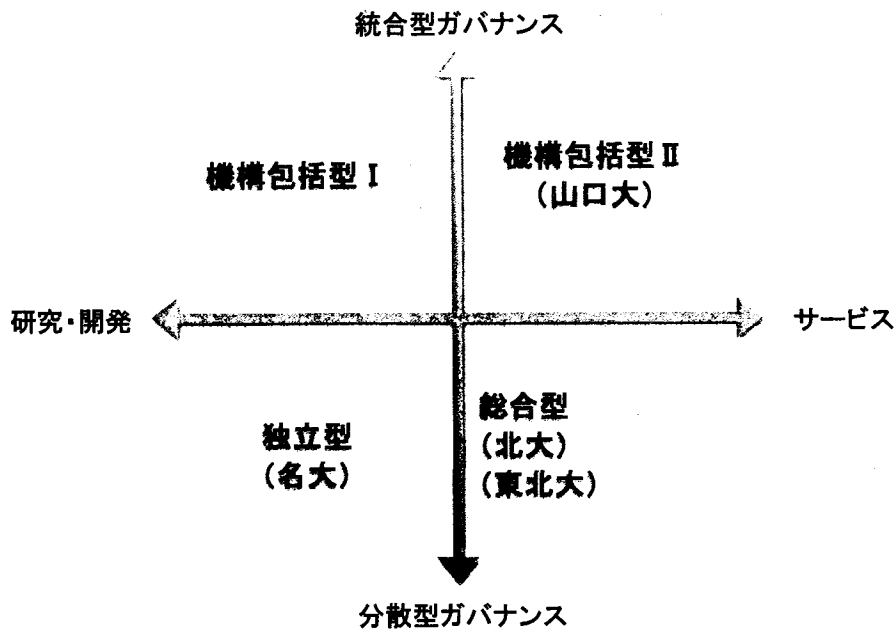 統合型ガバナンス
機構包括型Ⅰ
機構包括型Ⅱ
(山口大)
研究・開発
サービス
独立型
(名大)
総合型
(北大)
(東北大)
分散型ガバナンス